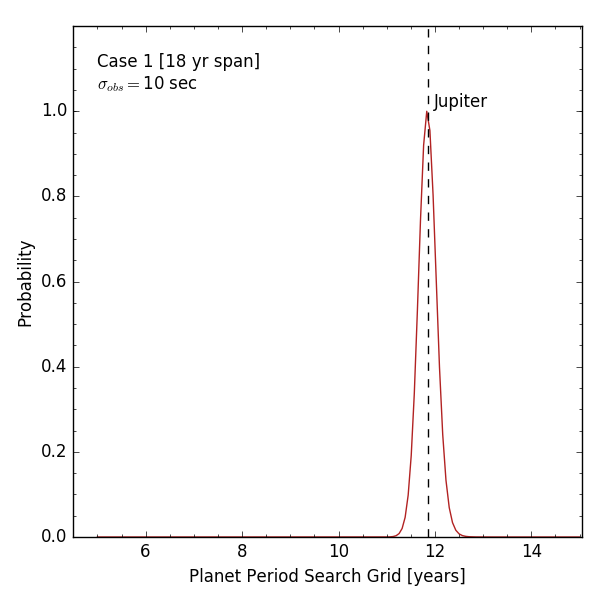 Case 1 [18 yr span]
σobs = 10 sec
Jupiter
1.0
0.8
0.6
0.4
0.2
0.0
6 8 10 12 14
Probability
Planet Period Search Grid [years]